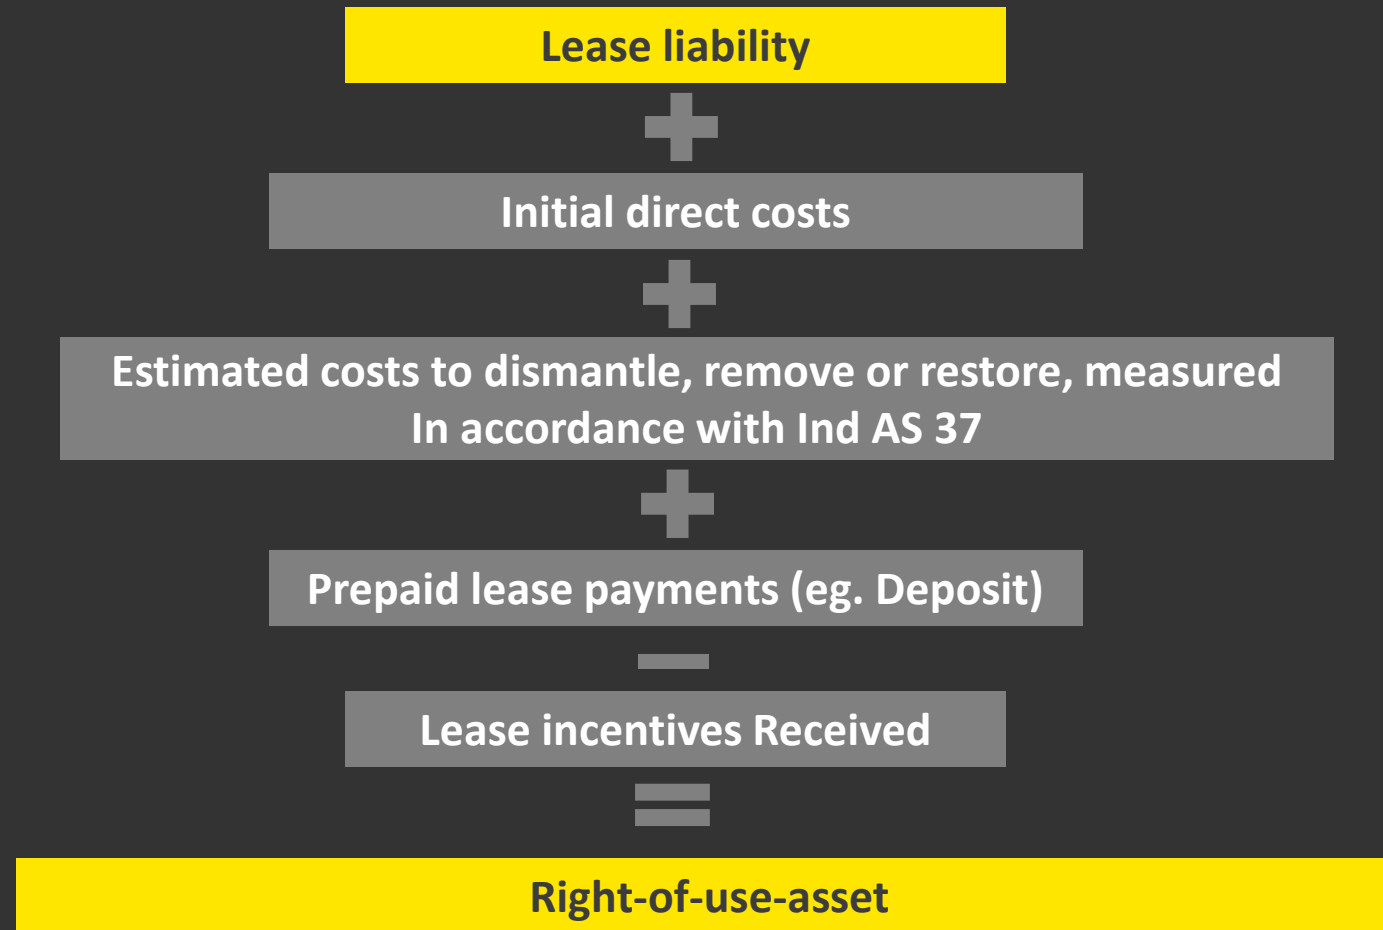 Lease liability
Initial direct costs
Estimated costs to dismantle, remove or restore, measured
In accordance with Ind AS 37
Prepaid lease payments (eg. Deposit)
Lease incentives Received
Right-of-use-asset